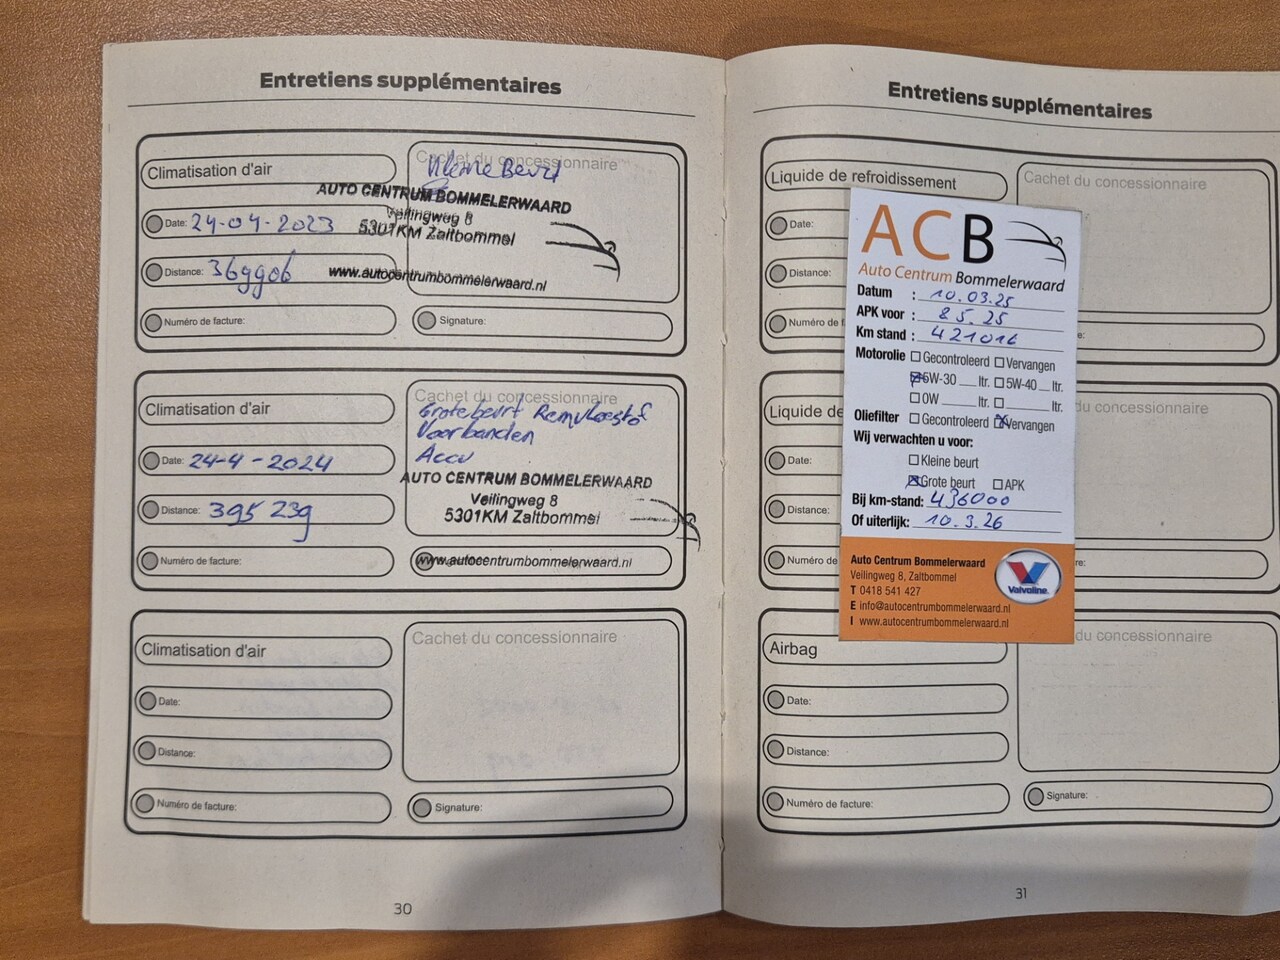 Entretiens supplémentaires
Climatisation d'air
Cachet du concessionnaire
Kleine Beurt
AUTO CENTRUM BOMMELERWAARD
Veilingweg 8
5301KM Zaltbommel
www.autocentrumbommelerwaard.nl
Date: 24-04-2023
Distance: 369906
Numéro de facture:
Signature:
Climatisation d'air
Cachet du concessionnaire
Grote beurt Remvloeistof
Voorbanden
Accu
AUTO CENTRUM BOMMELERWAARD
Veilingweg 8
5301KM Zaltbommel
www.autocentrumbommelerwaard.nl
Date: 24-4-2024
Distance: 395 239
Numéro de facture:
Climatisation d'air
Cachet du concessionnaire
Date:
Distance:
Numéro de facture:
Signature:
30
Entretiens supplémentaires
Liquide de refroidissement
Cachet du concessionnaire
Date:
Distance:
Numéro de f
e:
Liquide de
du concessionnaire
Date:
Distance:
Numéro de
re:
Airbag
du concessionnaire
Date:
Distance:
Numéro de facture:
Signature:
31
ACB
Auto Centrum Bommelerwaard
Datum : 10.03.25
APK voor : 8 5. 25
Km stand : 421016
Motorolie Gecontroleerd Vervangen
5W-30 ltr. 5W-40 ltr.
0W ltr. ltr.
Oliefilter Gecontroleerd Vervangen
Wij verwachten u voor:
Kleine beurt
Grote beurt APK
Bij km-stand: 436000
Of uiterlijk: 10.3.26
Auto Centrum Bommelerwaard
Veilingweg 8, Zaltbommel
T 0418 541 427
E info@autocentrumbommelerwaard.nl
I www.autocentrumbommelerwaard.nl
Valvoline.